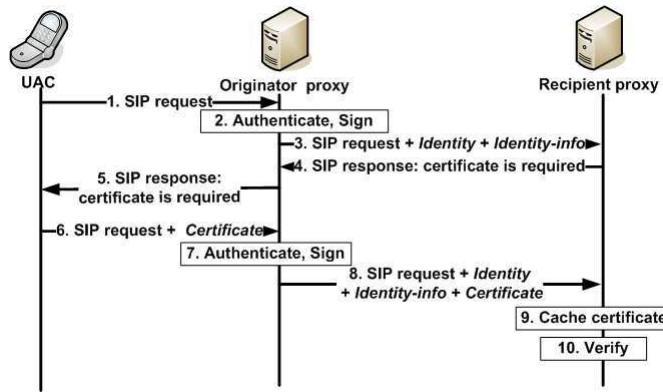 UAC
Originator proxy
Recipient proxy
1. SIP request
2. Authenticate, Sign
3. SIP request + Identity + Identity-info
4. SIP response: certificate is required
5. SIP response:
certificate is required
6. SIP request + Certificate
7. Authenticate, Sign
8. SIP request + Identity
+ Identity-info + Certificate
9. Cache certificate
10. Verify